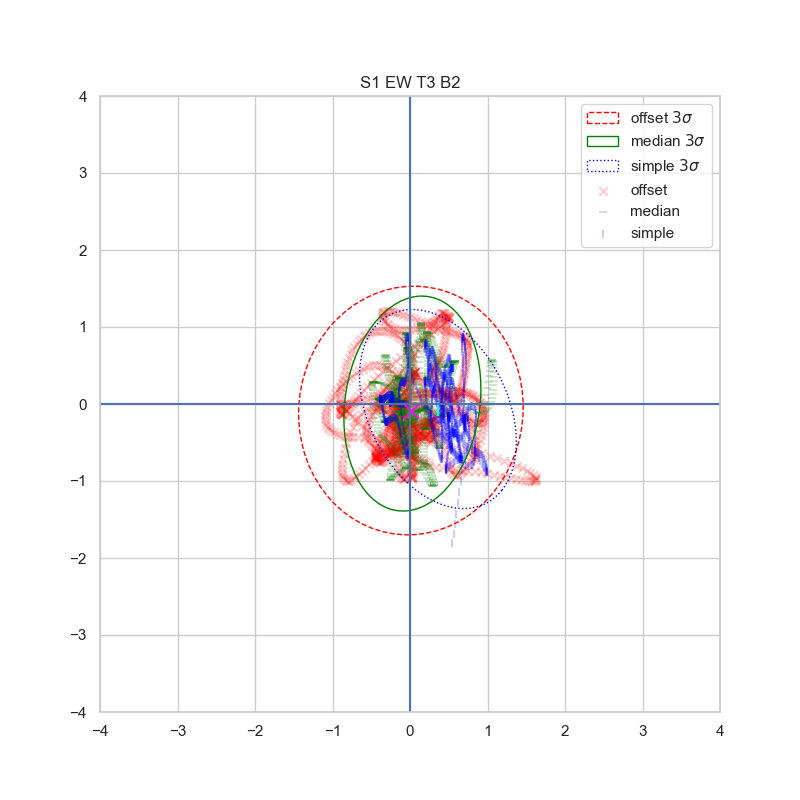 S1 EW T3 B2
offset 3σ
median 3σ
simple 3σ
offset
median
simple
4
3
2
1
0
−1
−2
−3
−4
−4 −3 −2 −1 0 1 2 3 4